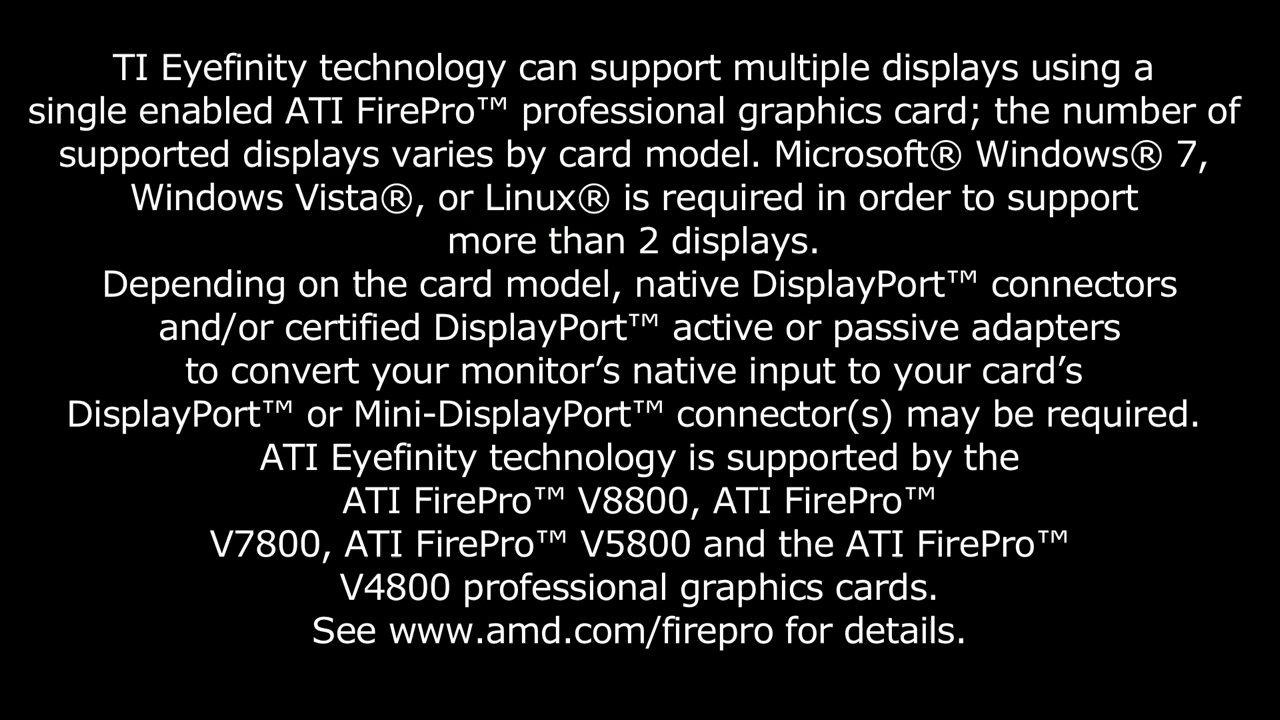 TI Eyefinity technology can support multiple displays using a
single enabled ATI FirePro™ professional graphics card; the number of
supported displays varies by card model. Microsoft® Windows® 7,
Windows Vista®, or Linux® is required in order to support
more than 2 displays.
Depending on the card model, native DisplayPort™ connectors
and/or certified DisplayPort™ active or passive adapters
to convert your monitor’s native input to your card’s
DisplayPort™ or Mini-DisplayPort™ connector(s) may be required.
ATI Eyefinity technology is supported by the
ATI FirePro™ V8800, ATI FirePro™
V7800, ATI FirePro™ V5800 and the ATI FirePro™
V4800 professional graphics cards.
See www.amd.com/firepro for details.